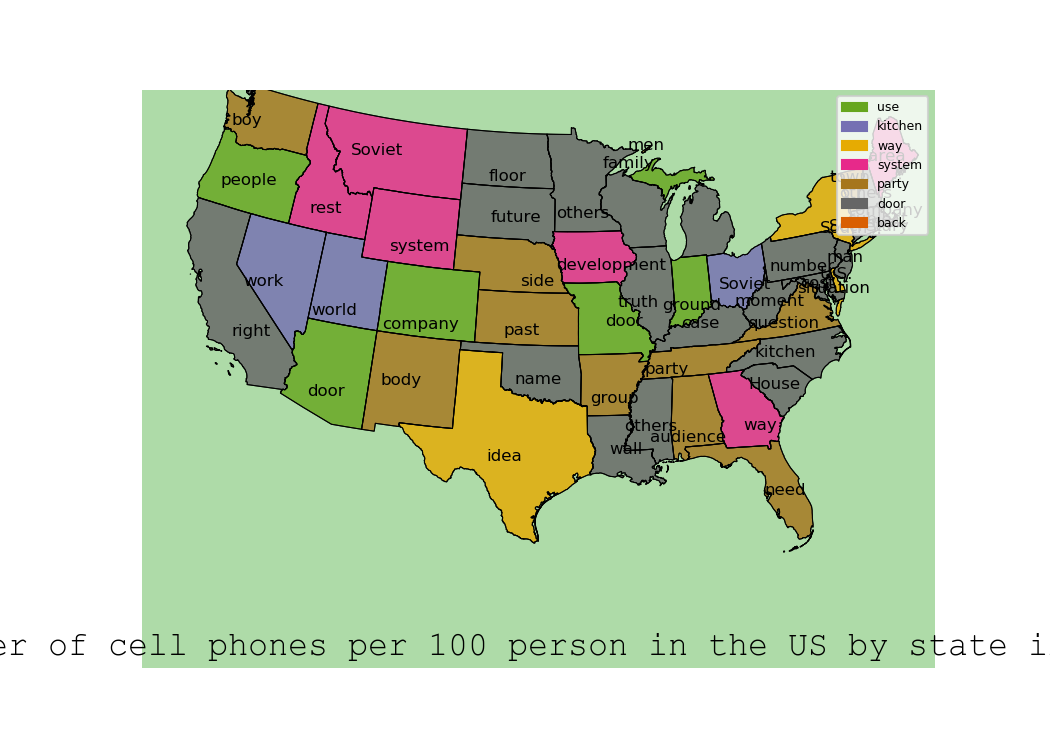 use
kitchen
way
system
party
door
back
boy
men
Soviet
family
people
floor
rest
future
others
system
man
development
number
work
side
Soviet
situation
world
truth
ground
moment
company
door
case
question
right
past
kitchen
party
door
body
name
House
group
others
way
audience
wall
idea
need
er of cell phones per 100 person in the US by state i